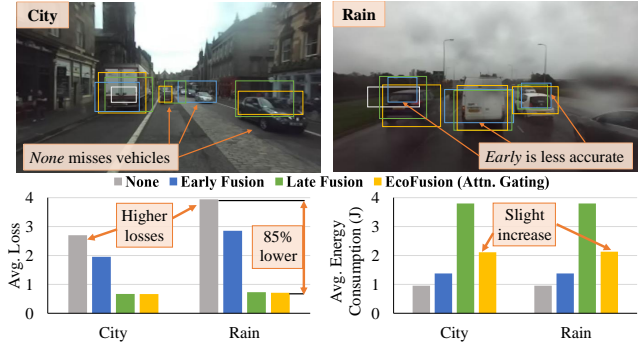 City
None misses vehicles
Rain
Early is less accurate
None Early Fusion Late Fusion EcoFusion (Attn. Gating)
Avg. Loss
4
3
2
1
0
Higher
losses
85%
lower
City Rain
Avg. Energy
Consumption (J)
4
3
2
1
0
Slight
increase
City Rain